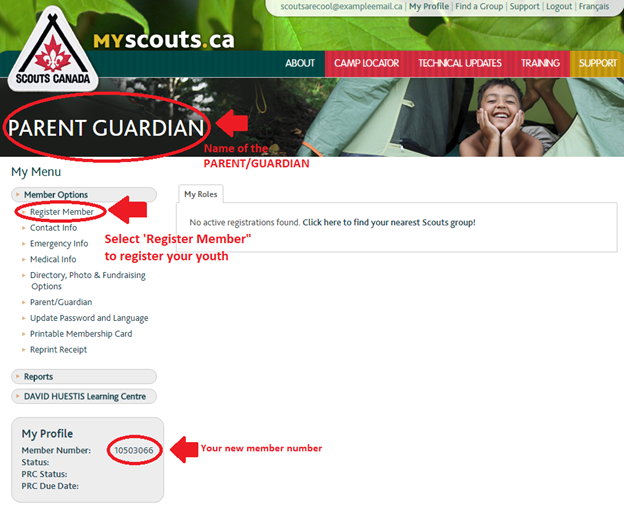 scoutsarecool@exampleemail.ca | My Profile | Find a Group | Support | Logout | Français
MYscouts.ca
SCOUTS CANADA
ABOUT CAMP LOCATOR TECHNICAL UPDATES TRAINING SUPPORT
PARENT GUARDIAN
Name of the
PARENT/GUARDIAN
My Menu
Member Options
Register Member
Contact Info
Emergency Info
Medical Info
Directory, Photo & Fundraising
Options
Parent/Guardian
Update Password and Language
Printable Membership Card
Reprint Receipt
Reports
DAVID HUESTIS Learning Centre
My Roles
No active registrations found. Click here to find your nearest Scouts group!
Select 'Register Member"
to register your youth
My Profile
Member Number: 10503066
Status:
PRC Status:
PRC Due Date:
Your new member number